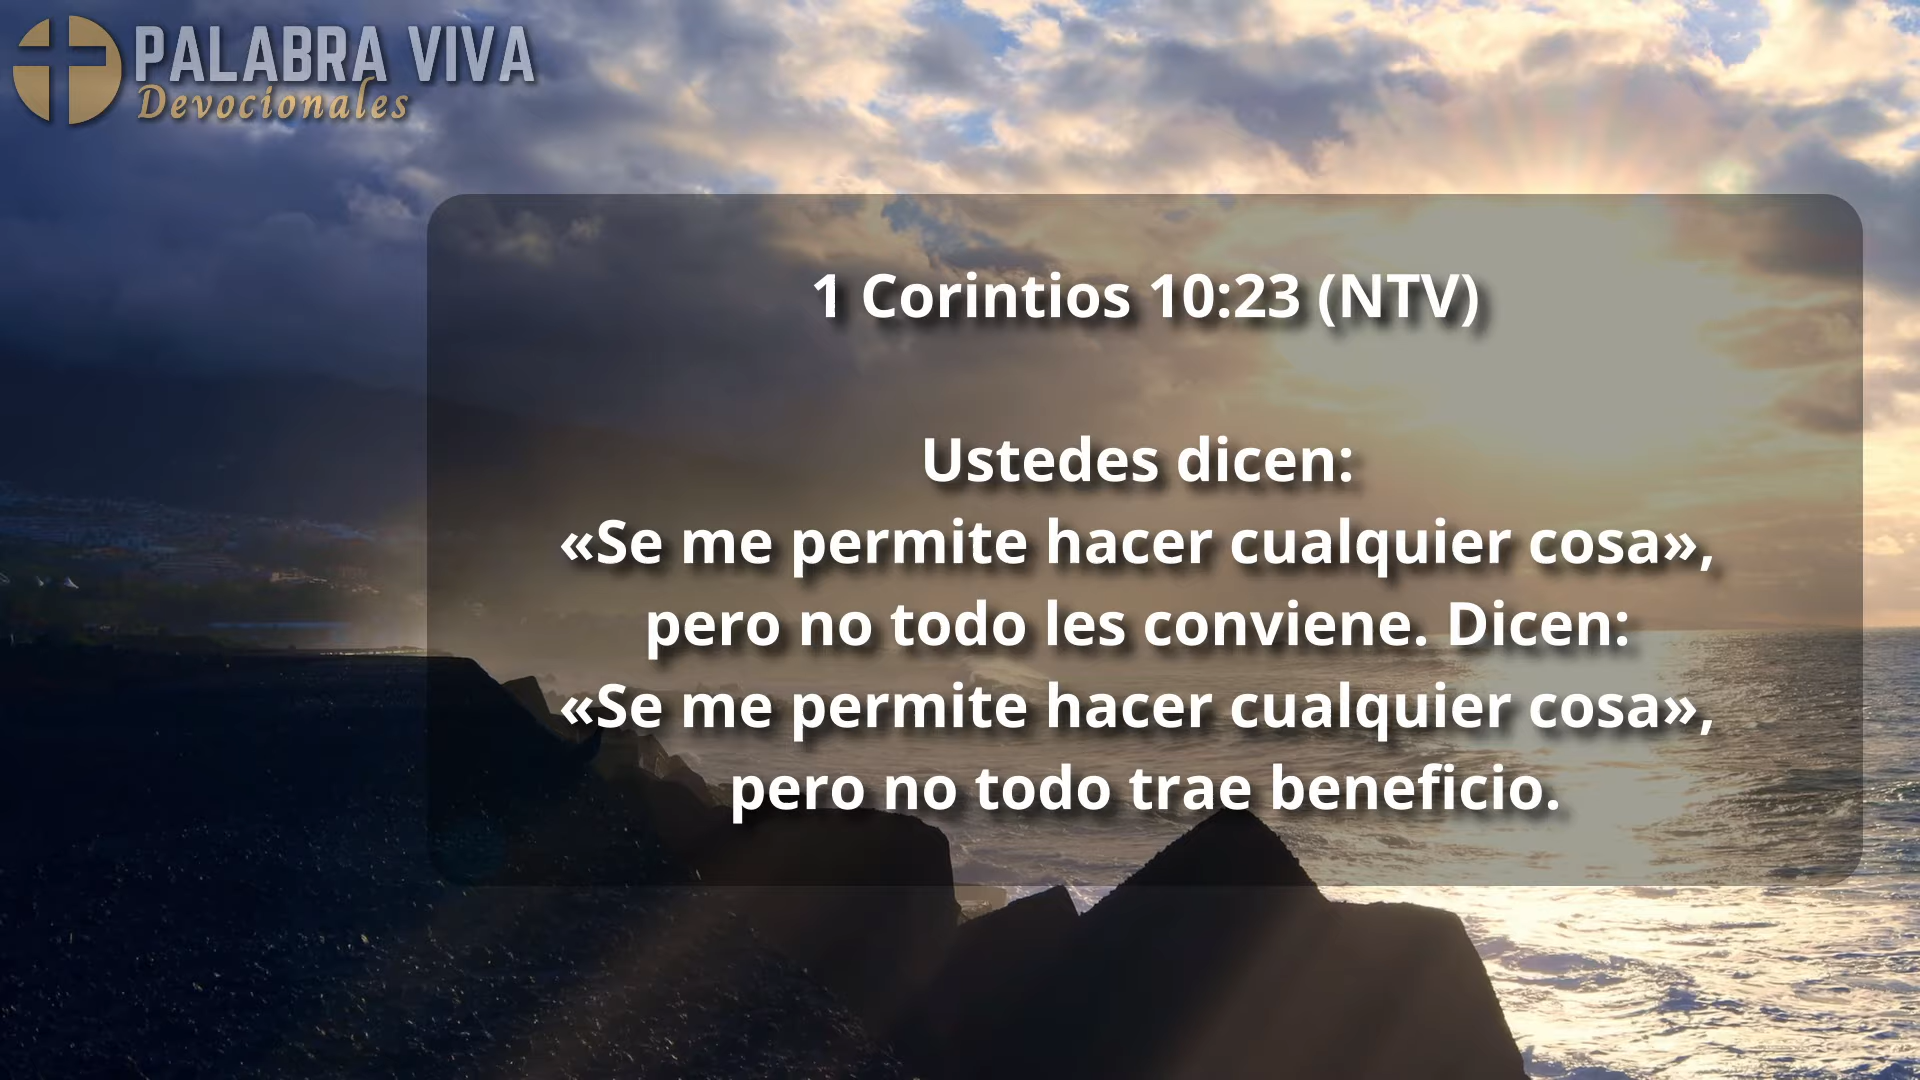 PALABRA VIVA
Devocionales
1 Corintios 10:23 (NTV)
Ustedes dicen:
«Se me permite hacer cualquier cosa»,
pero no todo les conviene. Dicen:
«Se me permite hacer cualquier cosa»,
pero no todo trae beneficio.